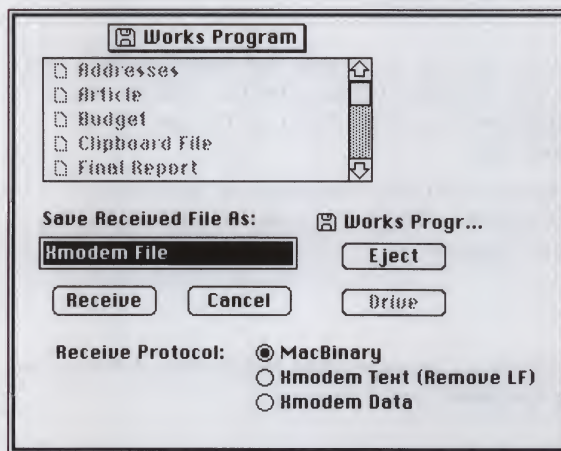 Works Program
Addresses
Article
Budget
Clipboard File
Final Report
Save Received File As:
Works Progr...
Xmodem File
Eject
Receive
Cancel
Drive
Receive Protocol:
MacBinary
Xmodem Text (Remove LF)
Xmodem Data